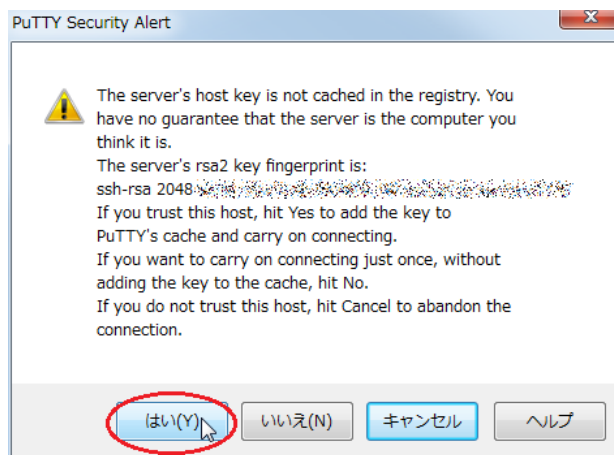 PuTTY Security Alert
The server's host key is not cached in the registry. You
have no guarantee that the server is the computer you
think it is.
The server's rsa2 key fingerprint is:
ssh-rsa 2048
If you trust this host, hit Yes to add the key to
PuTTY's cache and carry on connecting.
If you want to carry on connecting just once, without
adding the key to the cache, hit No.
If you do not trust this host, hit Cancel to abandon the
connection.
はい(Y) いいえ(N) キャンセル ヘルプ